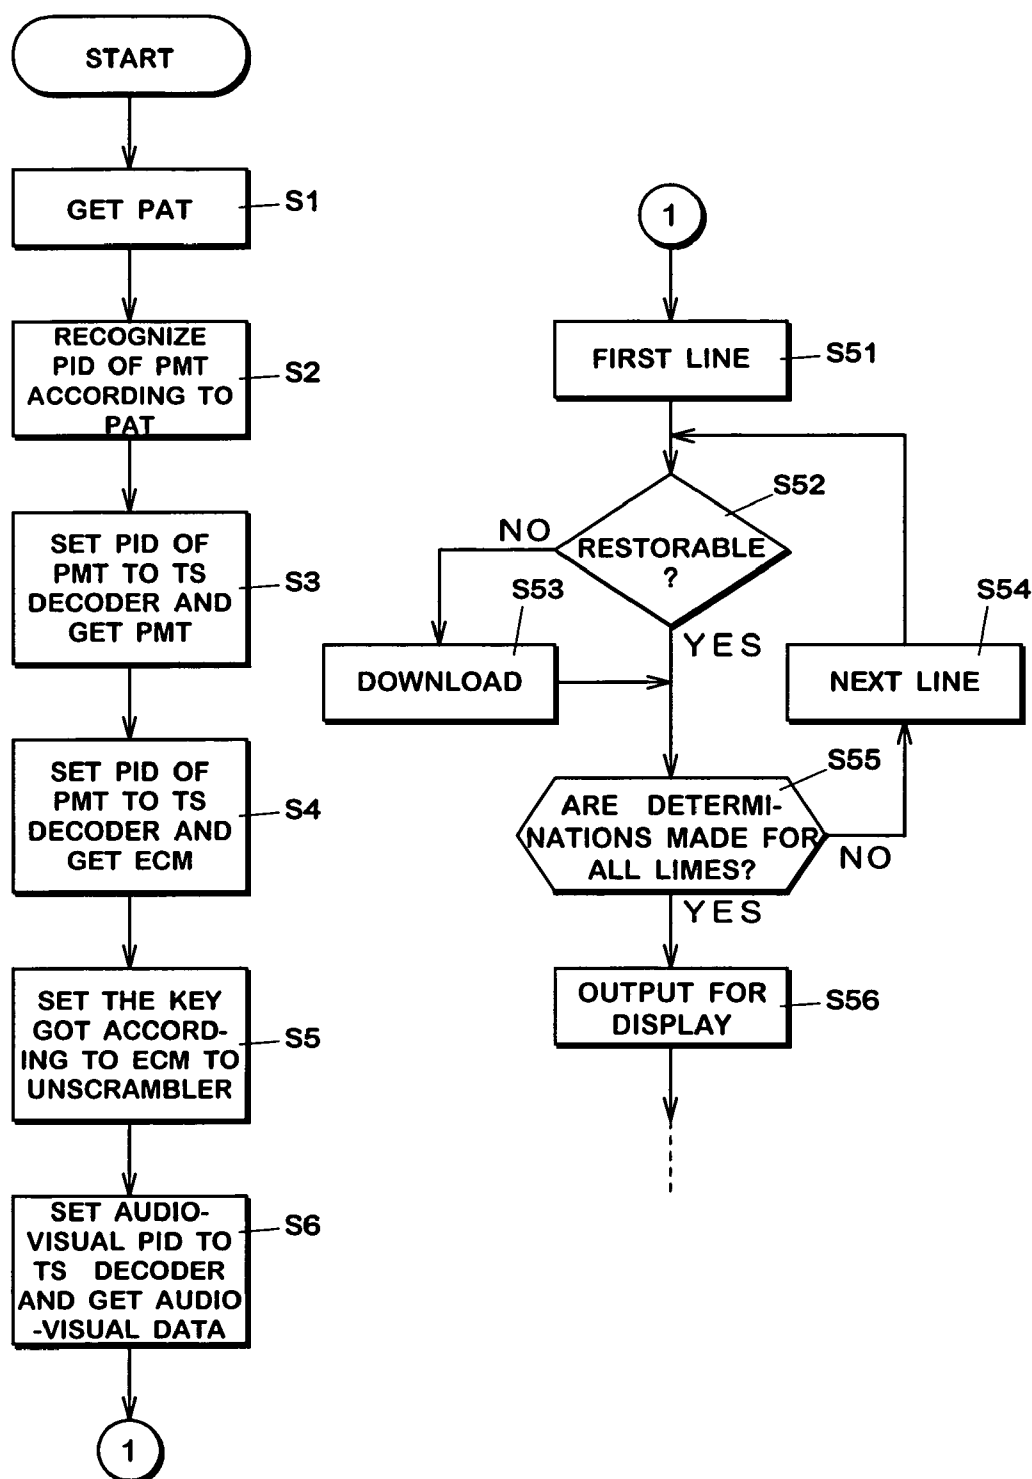 START
GET PAT
S1
RECOGNIZE
PID OF PMT
ACCORDING TO
PAT
S2
SET PID OF
PMT TO TS
DECODER AND
GET PMT
S3
SET PID OF
PMT TO TS
DECODER AND
GET ECM
S4
SET THE KEY
GOT ACCORD-
ING TO ECM TO
UNSCRAMBLER
S5
SET AUDIO-
VISUAL PID TO
TS DECODER
AND GET AUDIO
-VISUAL DATA
S6
1
1
FIRST LINE
S51
RESTORABLE
?
S52
NO
YES
S53
DOWNLOAD
S54
NEXT LINE
S55
ARE DETERMI-
NATIONS MADE FOR
ALL LIMES?
NO
YES
OUTPUT FOR
DISPLAY
S56